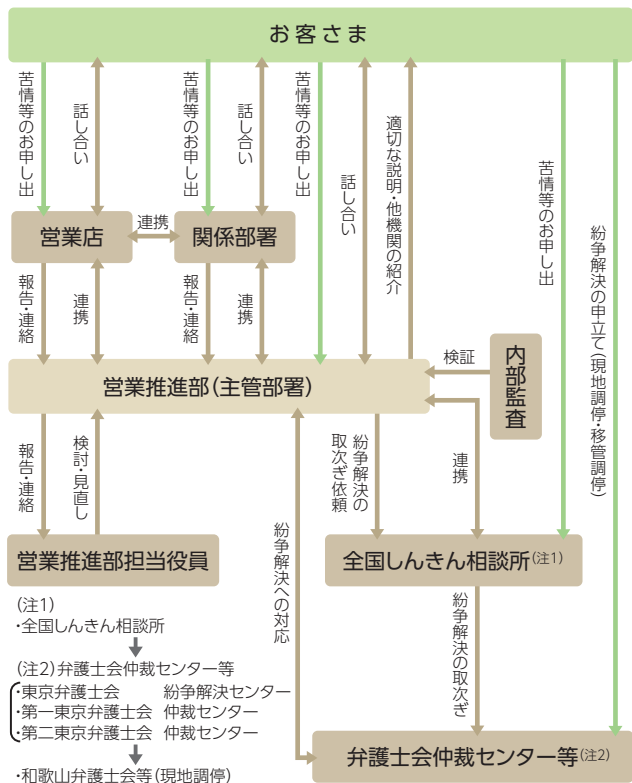 お客さま
苦情等のお申し出
話し合い
苦情等のお申し出
話し合い
苦情等のお申し出
話し合い
適切な説明・他機関の紹介
苦情等のお申し出
紛争解決の申立て(現地調停・移管調停)
営業店
連携
関係部署
報告・連絡
連携
報告・連絡
連携
営業推進部(主管部署)
検証
内部監査
報告・連絡
検討・見直し
紛争解決の
取次ぎ依頼
連携
営業推進部担当役員
紛争解決への対応
全国しんきん相談所(注1)
紛争解決の取次ぎ
(注1)
・全国しんきん相談所
(注2)弁護士会仲裁センター等
・東京弁護士会 紛争解決センター
・第一東京弁護士会 仲裁センター
・第二東京弁護士会 仲裁センター
・和歌山弁護士会等(現地調停)
弁護士会仲裁センター等(注2)